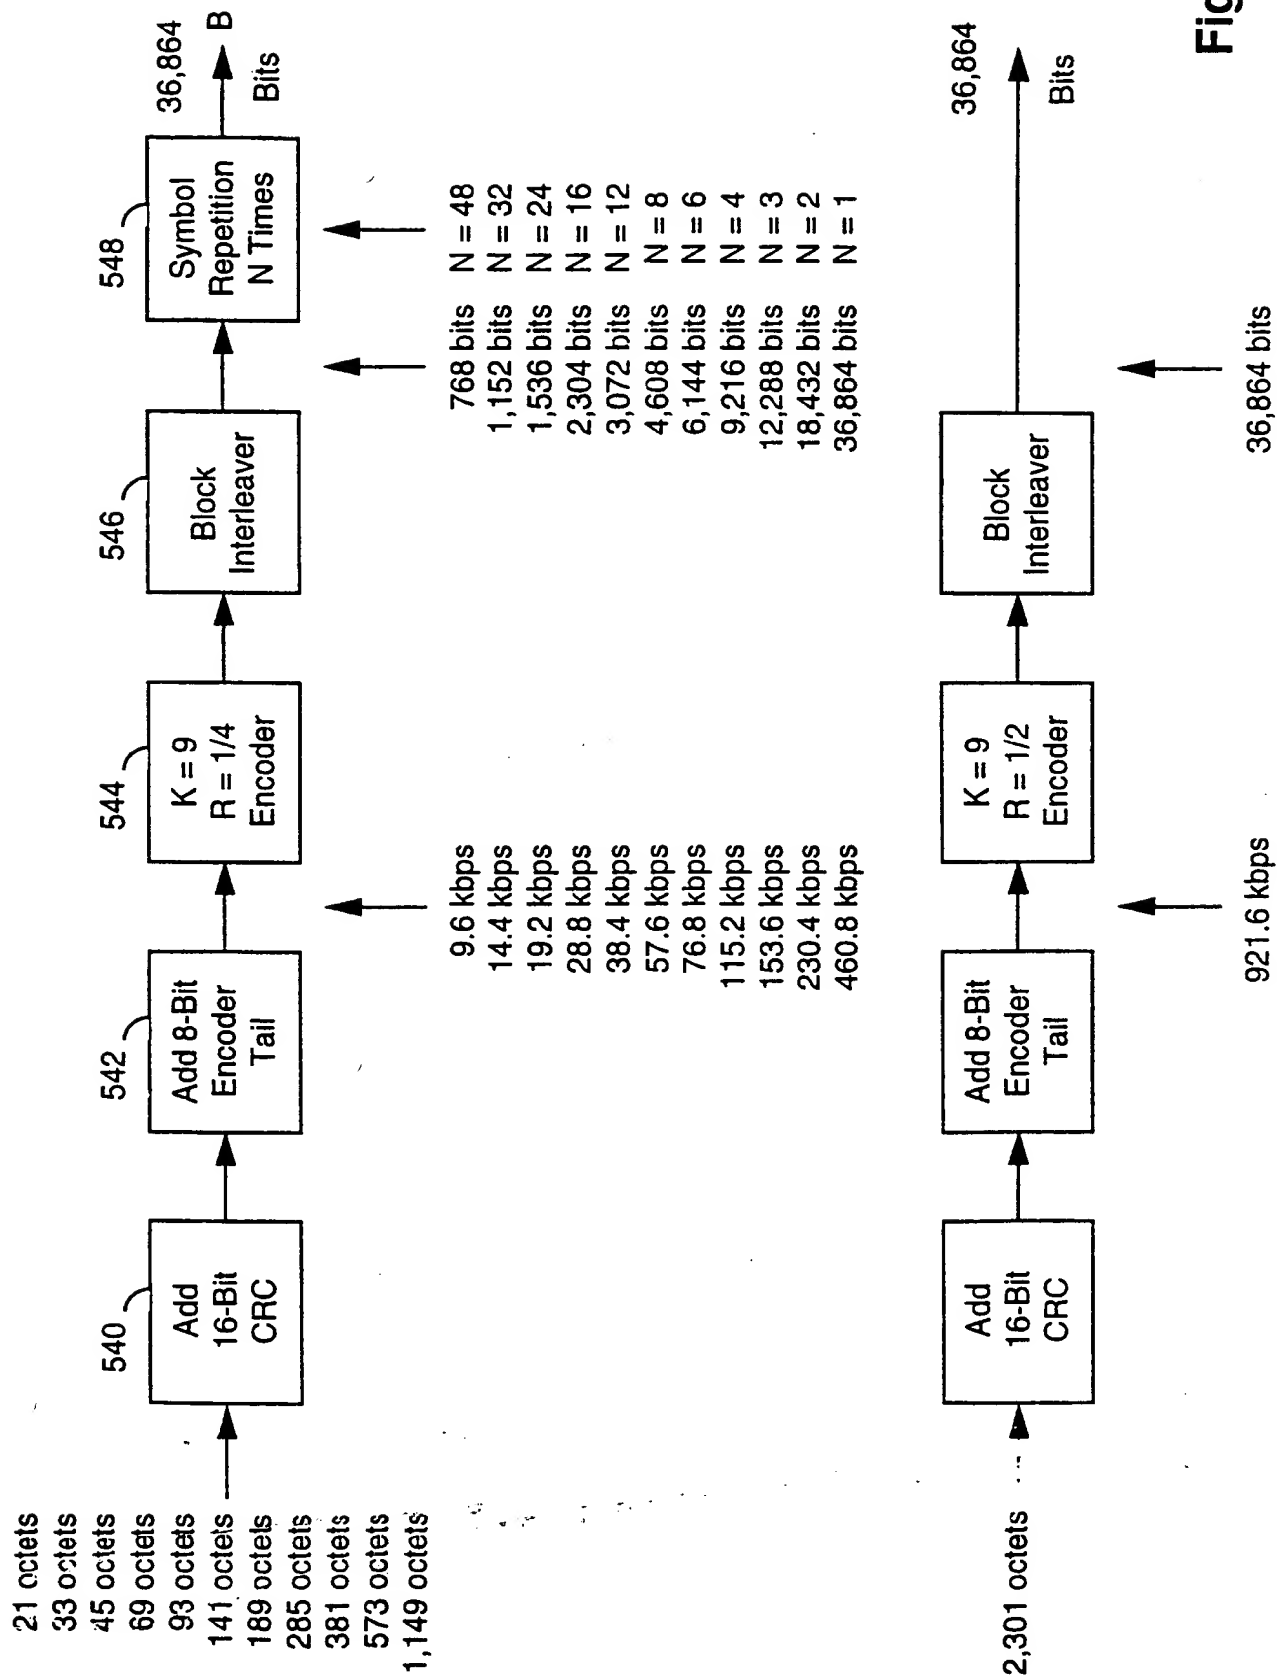 21 octets
33 octets
45 octets
69 octets
93 octets
141 octets
189 octets
285 octets
381 octets
573 octets
1,149 octets
540
Add
16-Bit
CRC
542
Add 8-Bit
Encoder
Tail
9.6 kbps
14.4 kbps
19.2 kbps
28.8 kbps
38.4 kbps
57.6 kbps
76.8 kbps
115.2 kbps
153.6 kbps
230.4 kbps
460.8 kbps
544
K = 9
R = 1/4
Encoder
546
Block
Interleaver
548
Symbol
Repetition
N Times
768 bits N = 48
1,152 bits N = 32
1,536 bits N = 24
2,304 bits N = 16
3,072 bits N = 12
4,608 bits N = 8
6,144 bits N = 6
9,216 bits N = 4
12,288 bits N = 3
18,432 bits N = 2
36,864 bits N = 1
36,864
B
Bits
2,301 octets
Add
16-Bit
CRC
Add 8-Bit
Encoder
Tail
921.6 kbps
K = 9
R = 1/2
Encoder
Block
Interleaver
36,864 bits
36,864
Bits
Fig